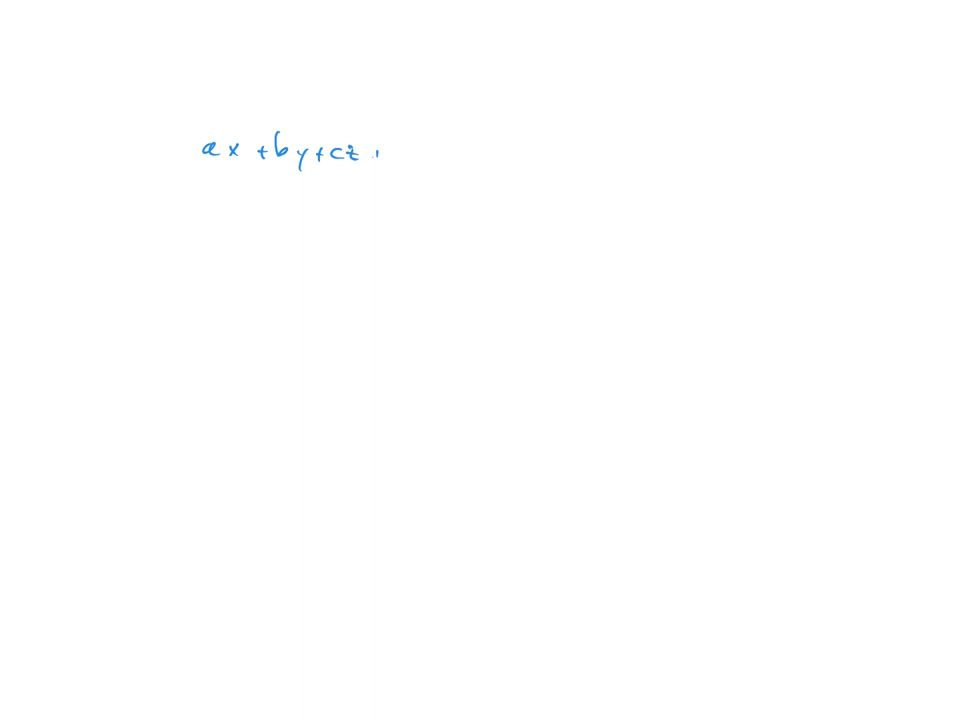 ax + by + cz